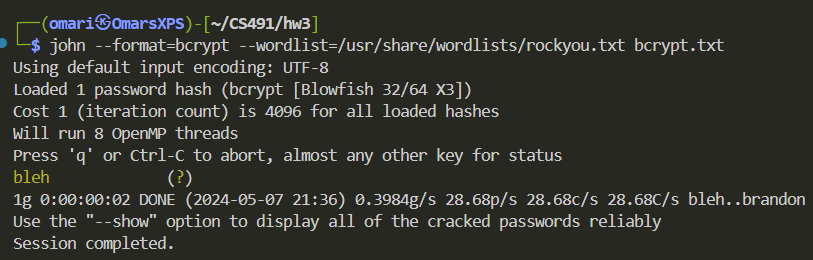 ┌──(omari㉿OmarsXPS)-[~/CS491/hw3]
└─$ john --format=bcrypt --wordlist=/usr/share/wordlists/rockyou.txt bcrypt.txt
Using default input encoding: UTF-8
Loaded 1 password hash (bcrypt [Blowfish 32/64 X3])
Cost 1 (iteration count) is 4096 for all loaded hashes
Will run 8 OpenMP threads
Press 'q' or Ctrl-C to abort, almost any other key for status
bleh             (?)
1g 0:00:00:02 DONE (2024-05-07 21:36) 0.3984g/s 28.68p/s 28.68c/s 28.68C/s bleh..brandon
Use the "--show" option to display all of the cracked passwords reliably
Session completed.